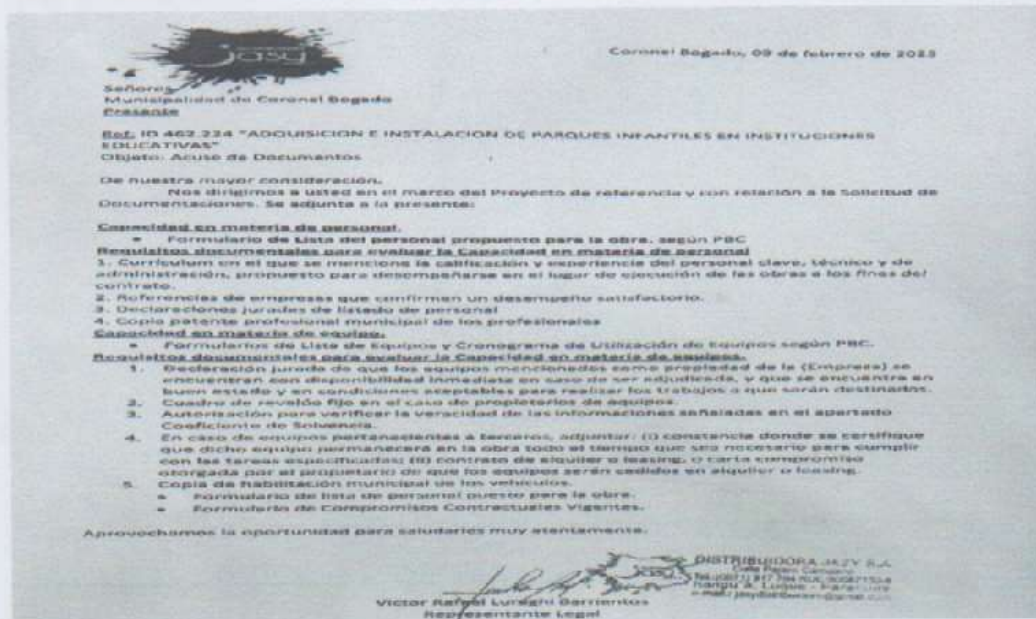 Jasy
Coronel Bogado, 09 de febrero de 2025
Señores
Municipalidad de Coronel Bogado
Presente
Ref. ID 462.224 "ADQUISICION E INSTALACION DE PARQUES INFANTILES EN INSTITUCIONES
EDUCATIVAS"
Objeto: Acuse de Documentos
De nuestra mayor consideración.
Nos dirigimos a usted en el marco del Proyecto de referencia y con relación a la Solicitud de
Documentaciones. Se adjunta a la presente:
Capacidad en materia de personal.
• Formulario de Lista del personal propuesto para la obra, según PBC
Requisitos documentales para evaluar la Capacidad en materia de personal
1. Currículum en el que se mencione la calificación y experiencia del personal clave, técnico y de
administración, propuesto para desempeñarse en el lugar de ejecución de las obras a los fines del
contrato.
2. Referencias de empresas que confirmen un desempeño satisfactorio.
3. Declaraciones juradas de listado de personal
4. Copia patente profesional municipal de los profesionales
Capacidad en materia de equipo.
• Formularios de Lista de Equipos y Cronograma de Utilización de Equipos según PBC.
Requisitos documentales para evaluar la Capacidad en materia de equipos.
1. Declaración jurada de que los equipos mencionados como propiedad de la (Empresa) se
encuentran con disponibilidad inmediata en caso de ser adjudicada, y que se encuentra en
buen estado y en condiciones aceptables para realizar los trabajos a que serán destinados.
2. Cuadro de revalúo fijo en el caso de propietarios de equipos
3. Autorización para verificar la veracidad de las informaciones señaladas en el apartado
Coeficiente de Solvencia.
4. En caso de equipos pertenecientes a terceros, adjuntar: (i) constancia donde se certifique
que dicho equipo permanecerá en la obra todo el tiempo que sea necesario para cumplir
con las tareas especificadas; (ii) contrato de alquiler o leasing, o carta compromiso
otorgada por el propietario de que los equipos serán cedidos en alquiler o leasing.
5. Copia de habilitación municipal de los vehículos.
• Formulario de lista de personal puesto para la obra.
• Formulario de Compromisos Contractuales Vigentes.
Aprovechamos la oportunidad para saludarles muy atentamente.
Jasy
DISTRIBUIDORA JAZY S.A.
Luque - Paraguay
Victor Rafael Luraghi Barrientos
Representante Legal